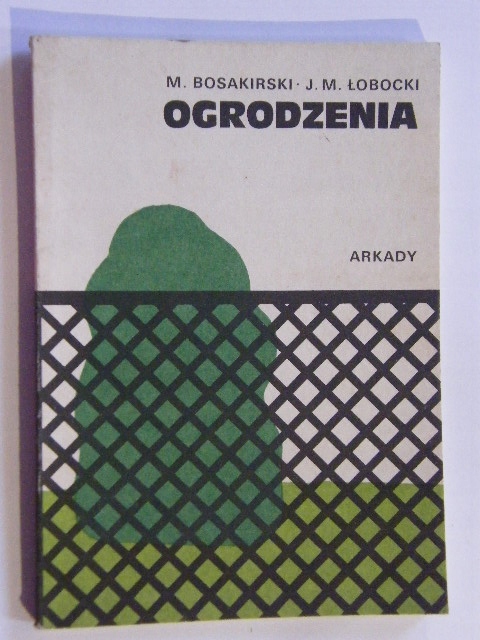 M. BOSAKIRSKI · J. M. ŁOBOCKI
OGRODZENIA
ARKADY